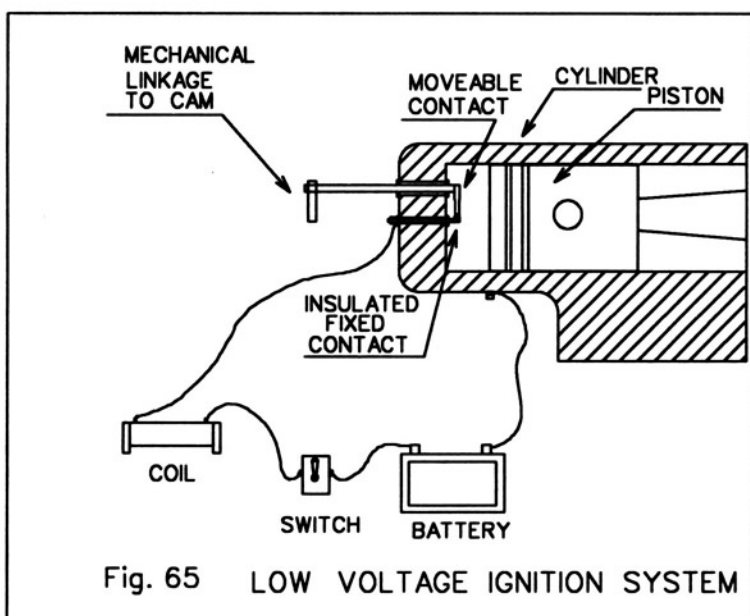 MECHANICAL
LINKAGE
TO CAM
MOVEABLE
CONTACT
CYLINDER
PISTON
INSULATED
FIXED
CONTACT
COIL
SWITCH
BATTERY
Fig. 65 LOW VOLTAGE IGNITION SYSTEM